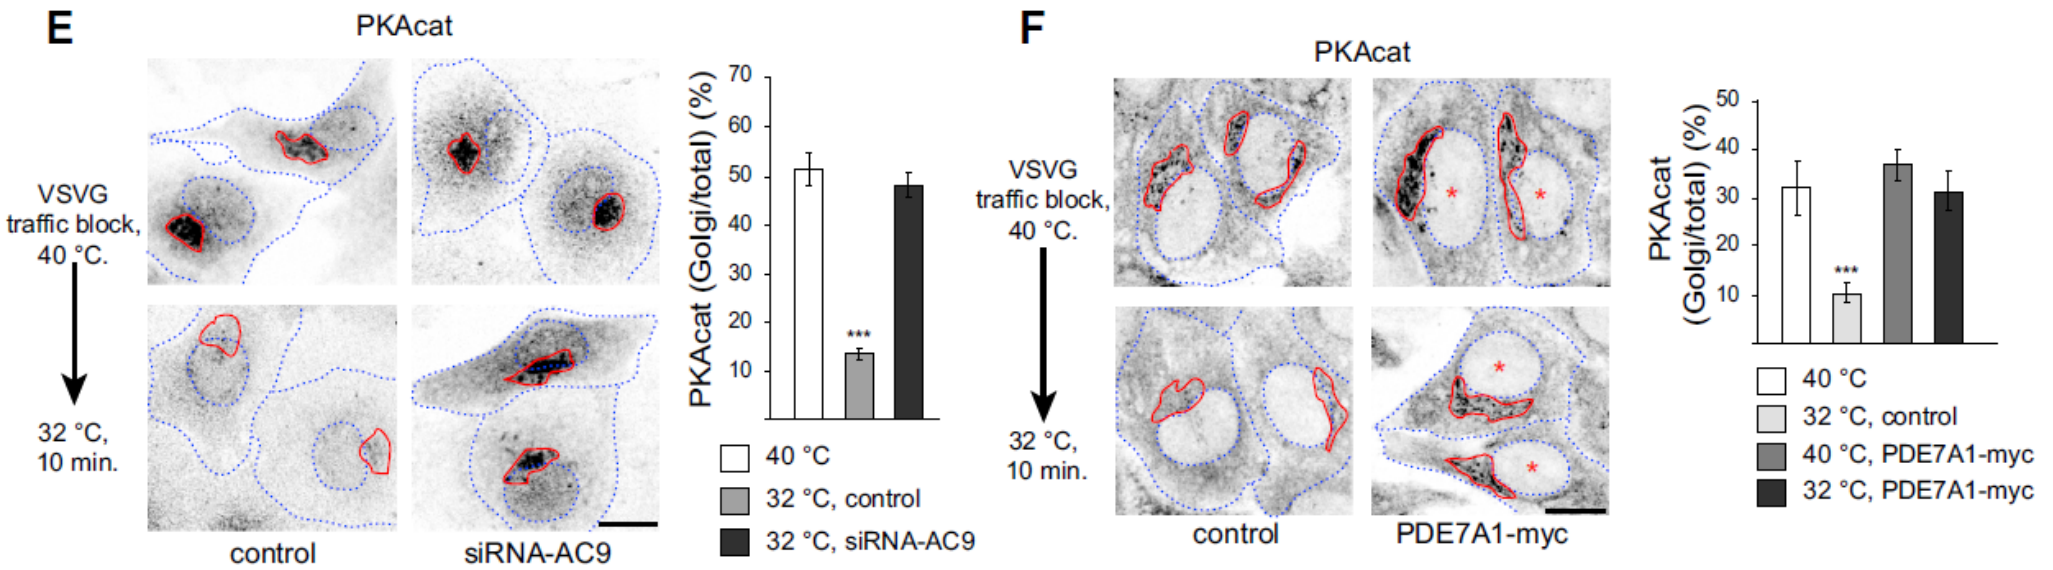 E
PKAcat
VSVG
traffic block,
40 °C.
32 °C,
10 min.
control
siRNA-AC9
PKAcat (Golgi/total) (%)
70
60
50
40
30
20
10
***
40 °C
32 °C, control
32 °C, siRNA-AC9
F
PKAcat
VSVG
traffic block,
40 °C.
32 °C,
10 min.
* *
*
*
control
PDE7A1-myc
PKAcat
(Golgi/total) (%)
50
40
30
20
10
***
40 °C
32 °C, control
40 °C, PDE7A1-myc
32 °C, PDE7A1-myc